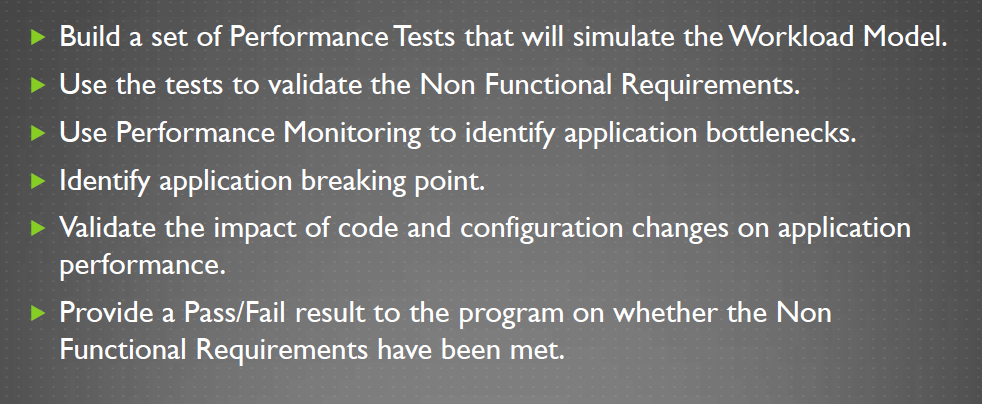 Build a set of Performance Tests that will simulate the Workload Model.
Use the tests to validate the Non Functional Requirements.
Use Performance Monitoring to identify application bottlenecks.
Identify application breaking point.
Validate the impact of code and configuration changes on application
performance.
Provide a Pass/Fail result to the program on whether the Non
Functional Requirements have been met.